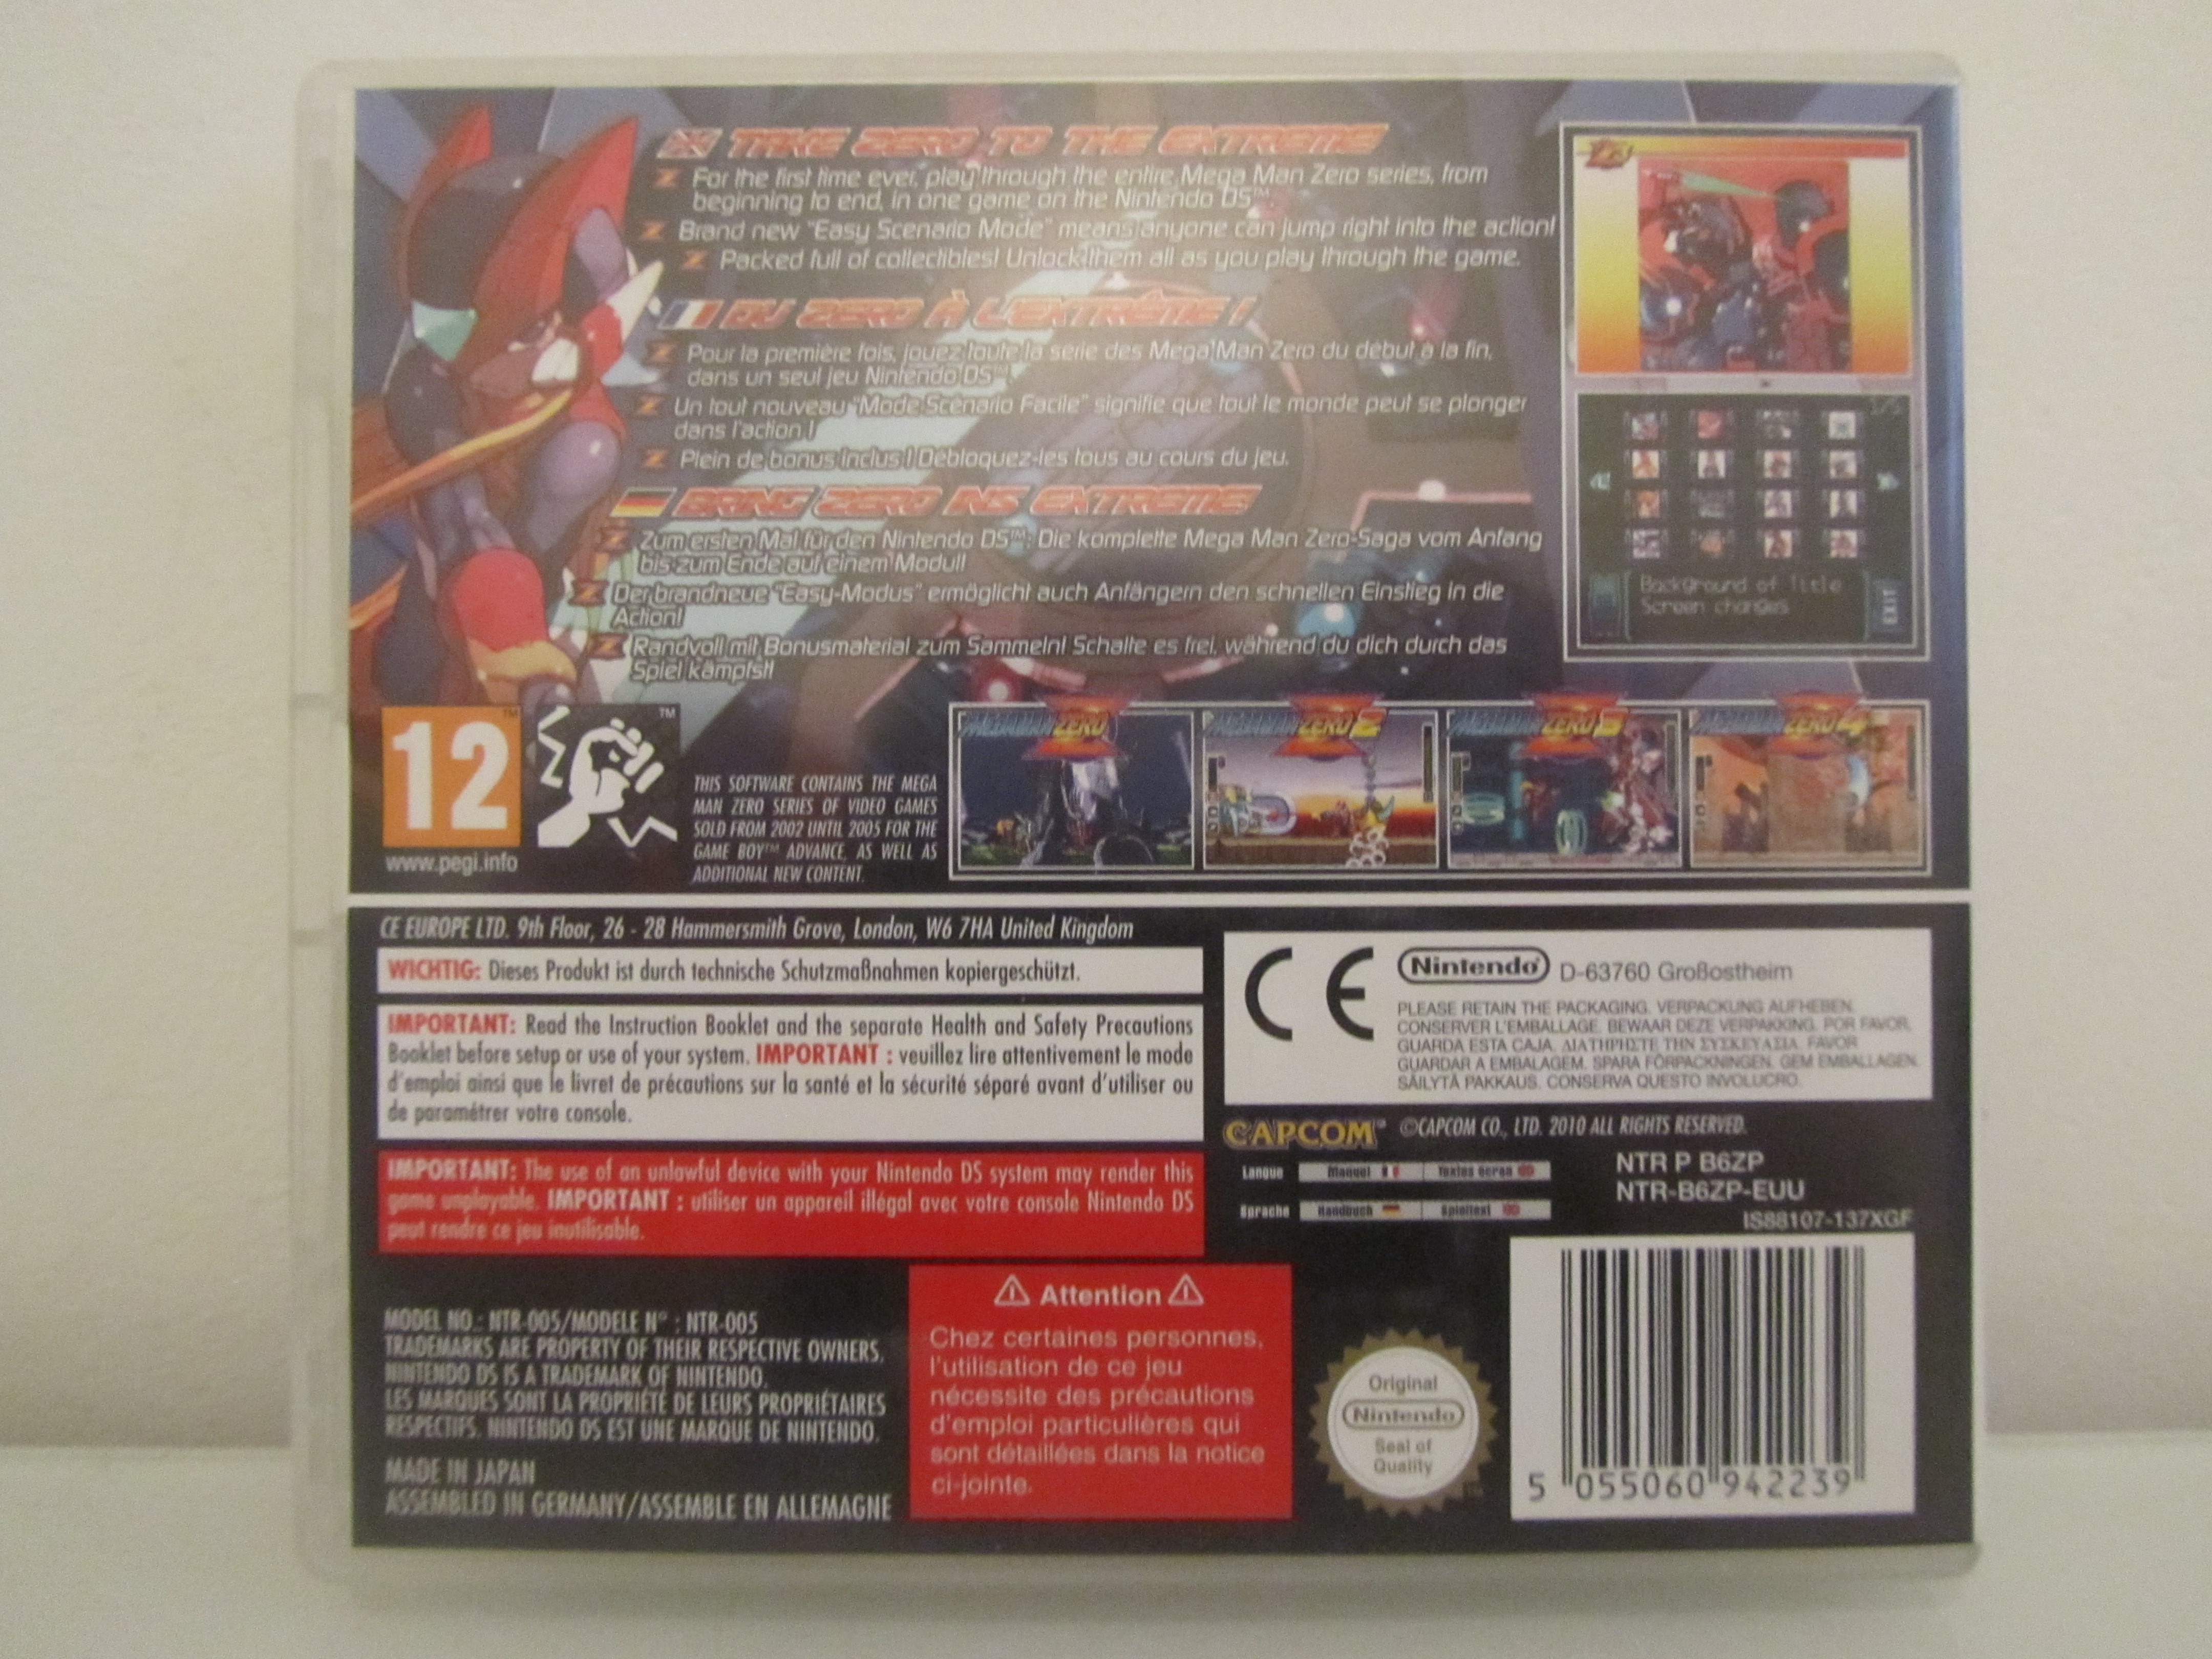 TAKE ZERO TO THE EXTREME
For the first time ever, play through the entire Mega Man Zero series, from
beginning to end, in one game on the Nintendo DS™.
Brand new "Easy Scenario Mode" means anyone can jump right into the action!
Packed full of collectibles! Unlock them all as you play through the game.
DU ZERO À L'EXTRÊME !
Pour la première fois, jouez toute la série des Mega Man Zero du début à la fin,
dans un seul jeu Nintendo DS™!
Un tout nouveau "Mode Scénario Facile" signifie que tout le monde peut se plonger
dans l'action !
Plein de bonus inclus ! Débloquez-les tous au cours du jeu.
BRING ZERO INS EXTREME
Zum ersten Mal für den Nintendo DS™: Die komplette Mega Man Zero-Saga vom Anfang
bis zum Ende auf einem Modul!
Der brandneue "Easy-Modus" ermöglicht auch Anfängern den schnellen Einstieg in die
Action!
Randvoll mit Bonusmaterial zum Sammeln! Schalte es frei, während du dich durch das
Spiel kämpfst!
Background of Title
Screen changes
EXIT
12™
www.pegi.info
™
THIS SOFTWARE CONTAINS THE MEGA
MAN ZERO SERIES OF VIDEO GAMES
SOLD FROM 2002 UNTIL 2005 FOR THE
GAME BOY™ ADVANCE, AS WELL AS
ADDITIONAL NEW CONTENT.
MEGAMAN ZERO
MEGAMAN ZERO 2
MEGAMAN ZERO 3
MEGAMAN ZERO 4
CE EUROPE LTD. 9th Floor, 26 - 28 Hammersmith Grove, London, W6 7HA United Kingdom
WICHTIG: Dieses Produkt ist durch technische Schutzmaßnahmen kopiergeschützt.
IMPORTANT: Read the Instruction Booklet and the separate Health and Safety Precautions
Booklet before setup or use of your system. IMPORTANT : veuillez lire attentivement le mode
d'emploi ainsi que le livret de précautions sur la santé et la sécurité séparé avant d'utiliser ou
de paramétrer votre console.
IMPORTANT: The use of an unlawful device with your Nintendo DS system may render this
game unplayable. IMPORTANT : utiliser un appareil illégal avec votre console Nintendo DS
peut rendre ce jeu inutilisable.
MODEL NO.: NTR-005/MODELE N° : NTR-005
TRADEMARKS ARE PROPERTY OF THEIR RESPECTIVE OWNERS.
NINTENDO DS IS A TRADEMARK OF NINTENDO.
LES MARQUES SONT LA PROPRIÉTÉ DE LEURS PROPRIÉTAIRES
RESPECTIFS. NINTENDO DS EST UNE MARQUE DE NINTENDO.
MADE IN JAPAN
ASSEMBLED IN GERMANY/ASSEMBLE EN ALLEMAGNE
Attention
Chez certaines personnes,
l'utilisation de ce jeu
nécessite des précautions
d'emploi particulières qui
sont détaillées dans la notice
ci-jointe.
CE Nintendo D-63760 Großostheim
PLEASE RETAIN THE PACKAGING. VERPACKUNG AUFHEBEN.
CONSERVER L'EMBALLAGE. BEWAAR DEZE VERPAKKING. POR FAVOR,
GUARDA ESTA CAJA. ΔΙΑΤΗΡΗΣΤΕ ΤΗΝ ΣΥΣΚΕΥΑΣΙΑ. FAVOR
GUARDAR A EMBALAGEM. SPARA FÖRPACKNINGEN. GEM EMBALLAGEN.
SÄILYTÄ PAKKAUS. CONSERVA QUESTO INVOLUCRO.
CAPCOM ©CAPCOM CO., LTD. 2010 ALL RIGHTS RESERVED.
Langue Manuel Textes écran
Sprache Handbuch Spieltext
NTR P B6ZP
NTR-B6ZP-EUU
IS88107-137XGF
Original
Nintendo
Seal of
Quality
5 055060 942239